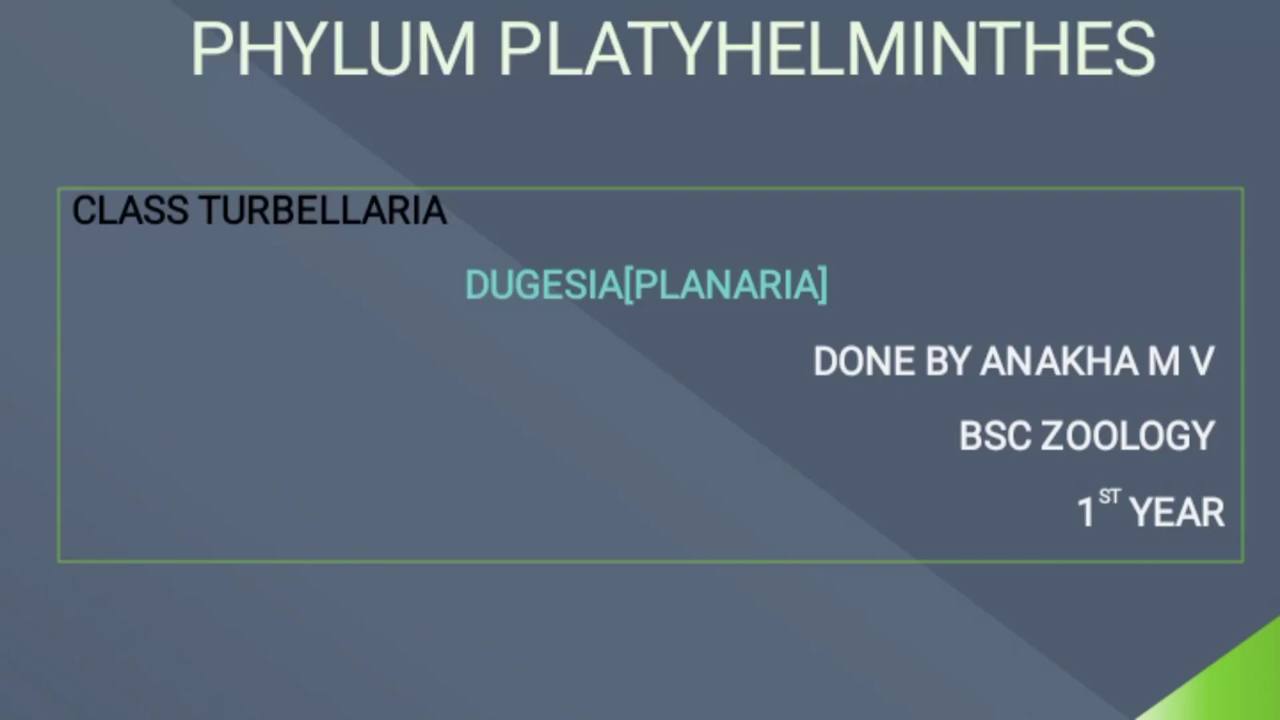 PHYLUM PLATYHELMINTHES
CLASS TURBELLARIA
DUGESIA[PLANARIA]
DONE BY ANAKHA M V
BSC ZOOLOGY
1ST YEAR